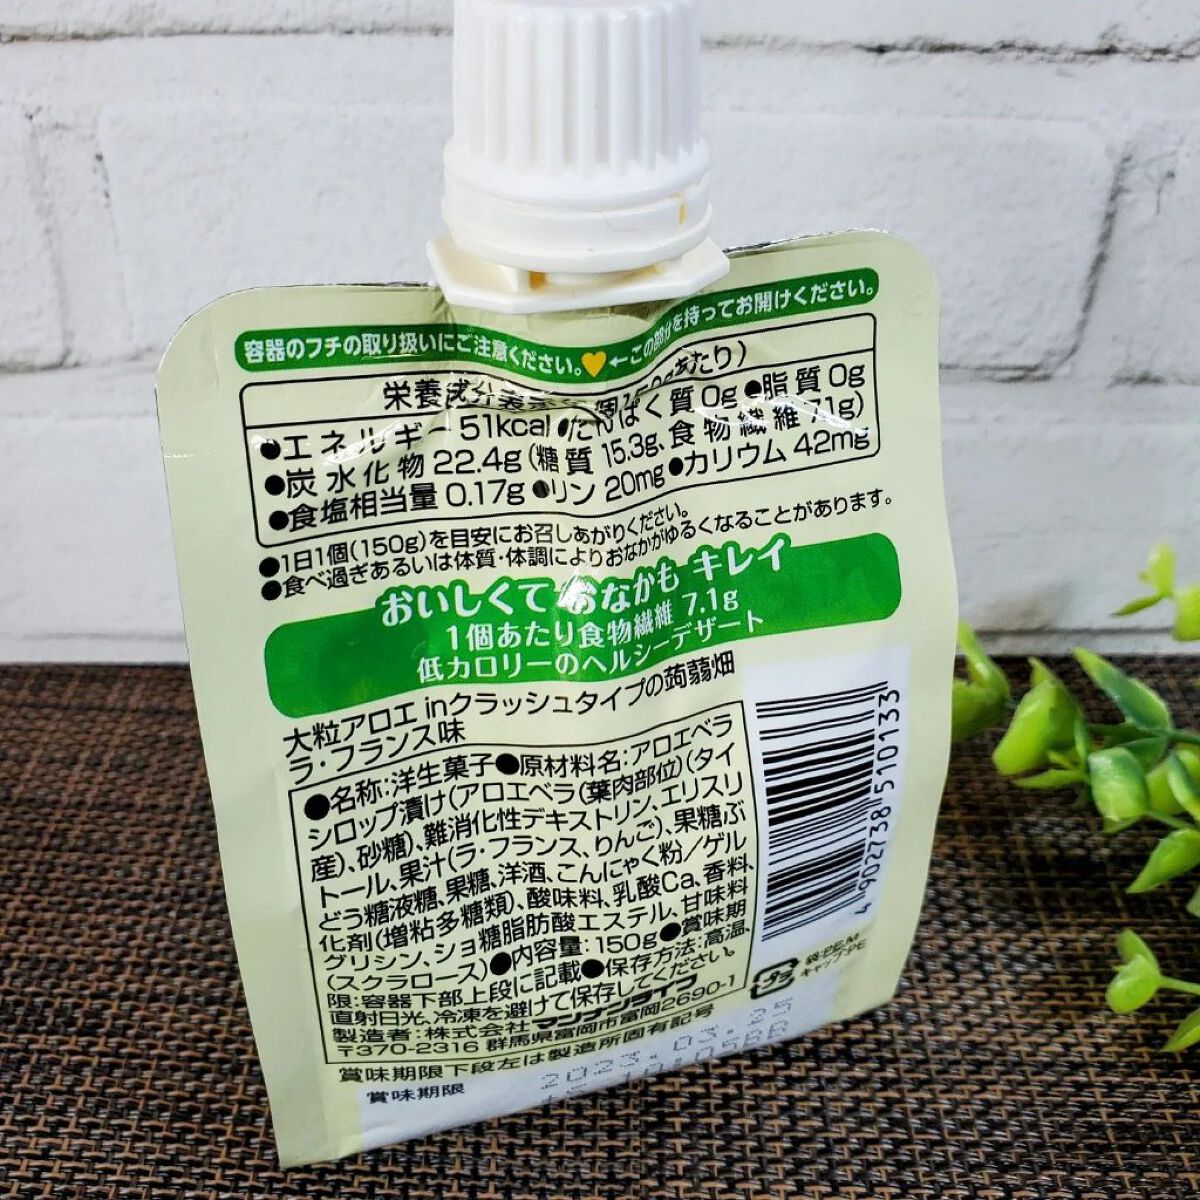 容器のフチの取り扱いにご注意ください。 ←この部分を持ってお開けください。
栄養成分表示 1個150gあたり)
●エネルギー 51kcal ●たんぱく質 0g ●脂質 0g
●炭水化物 22.4g (糖質 15.3g、食物繊維 7.1g)
●食塩相当量 0.17g ●リン 20mg ●カリウム 42mg
●1日1個(150g)を目安にお召しあがりください。
●食べ過ぎあるいは体質・体調によりおなかがゆるくなることがあります。
おいしくて おなかも キレイ
1個あたり食物繊維 7.1g
低カロリーのヘルシーデザート
大粒アロエ inクラッシュタイプの蒟蒻畑
ラ・フランス味
●名称:洋生菓子●原材料名:アロエベラ
シロップ漬け(アロエベラ(葉肉部位)(タイ
産)、砂糖)、難消化性デキストリン、エリスリ
トール、果汁(ラ・フランス、りんご)、果糖ぶ
どう糖液糖、果糖、洋酒、こんにゃく粉/ゲル
化剤(増粘多糖類)、酸味料、乳酸Ca、香料、
グリシン、ショ糖脂肪酸エステル、甘味料
(スクラロース)●内容量:150g●賞味期
限:容器下部上段に記載●保存方法:高温、
直射日光、冷凍を避けて保存してください。
製造者:株式会社 マンナンライフ
〒370-2316 群馬県富岡市富岡2690-1
賞味期限下段左は製造所固有記号
賞味期限
4 902738 510133
プラ
袋:PE,M
キャップ:PE